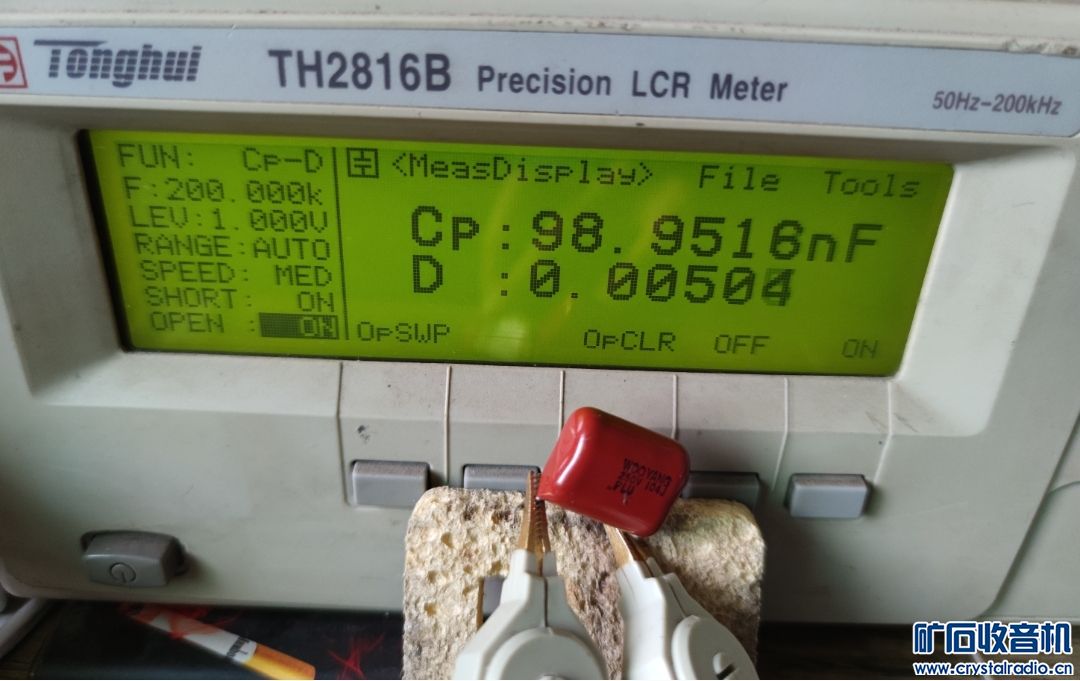 Tonghui TH2816B Precision LCR Meter 50Hz-200kHz
FUN: Cp-D <MeasDisplay> File Tools
F:200.000k
LEV:1.000V Cp:98.9516nF
RANGE:AUTO
SPEED: MED D :0.00504
SHORT: ON
OPEN :ON OpSWP OpCLR OFF ON
矿石收音机
www.crystalradio.cn